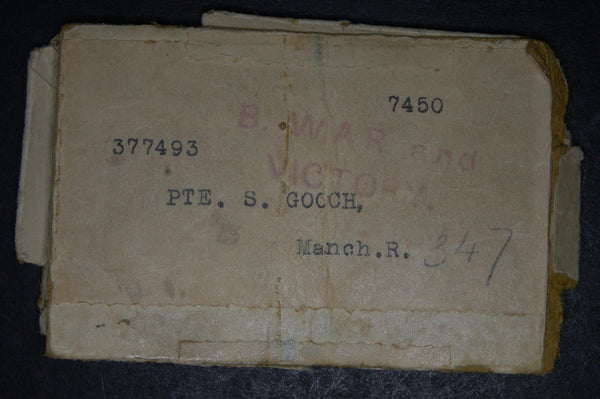 7450
B. WAR and
377493
VICTORY.
PTE. S. GOOCH,
Manch.R. 347